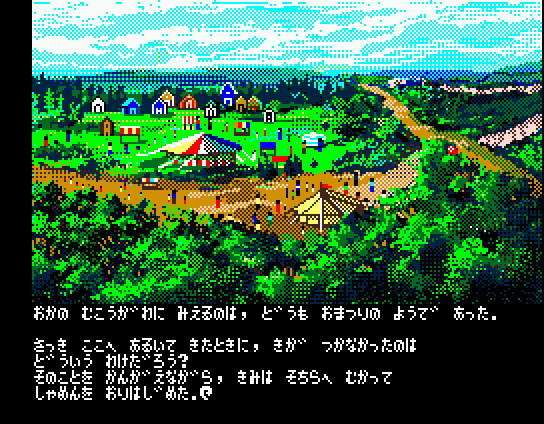 おかの むこうがわに みえるのは, どうも おまつりの ようで あった.
さっき ここへ あるいて きたときに, きが つかなかったのは
どういう わけだろう?
そのことを かんがえながら, きみは そちらへ むかって
しゃめんを おりはじめた.